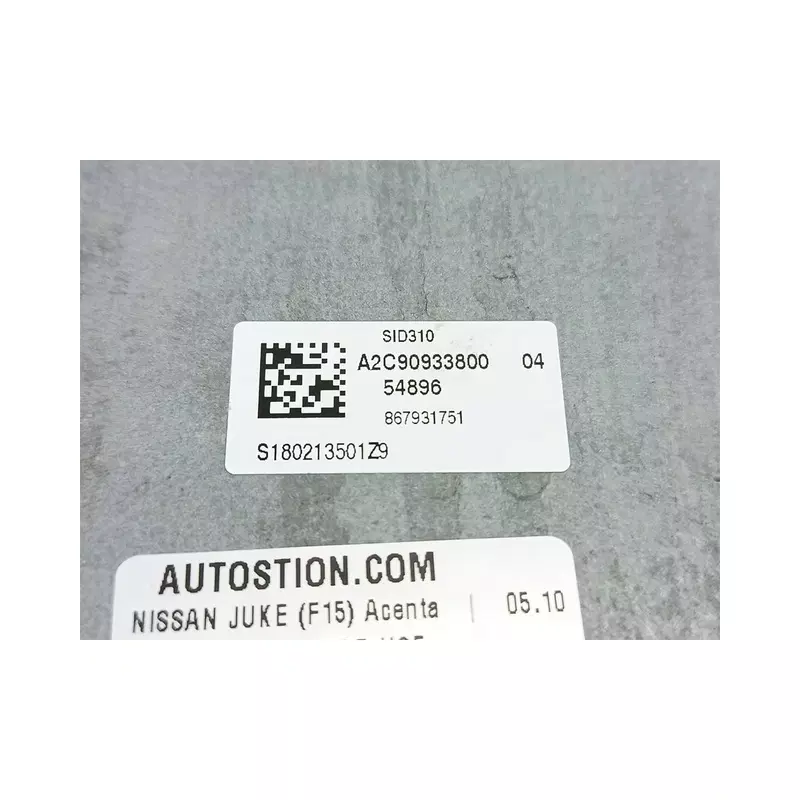 SID310
A2C90933800 04
54896
867931751
S180213501Z9
AUTOSTION.COM
NISSAN JUKE (F15) Acenta | 05.10